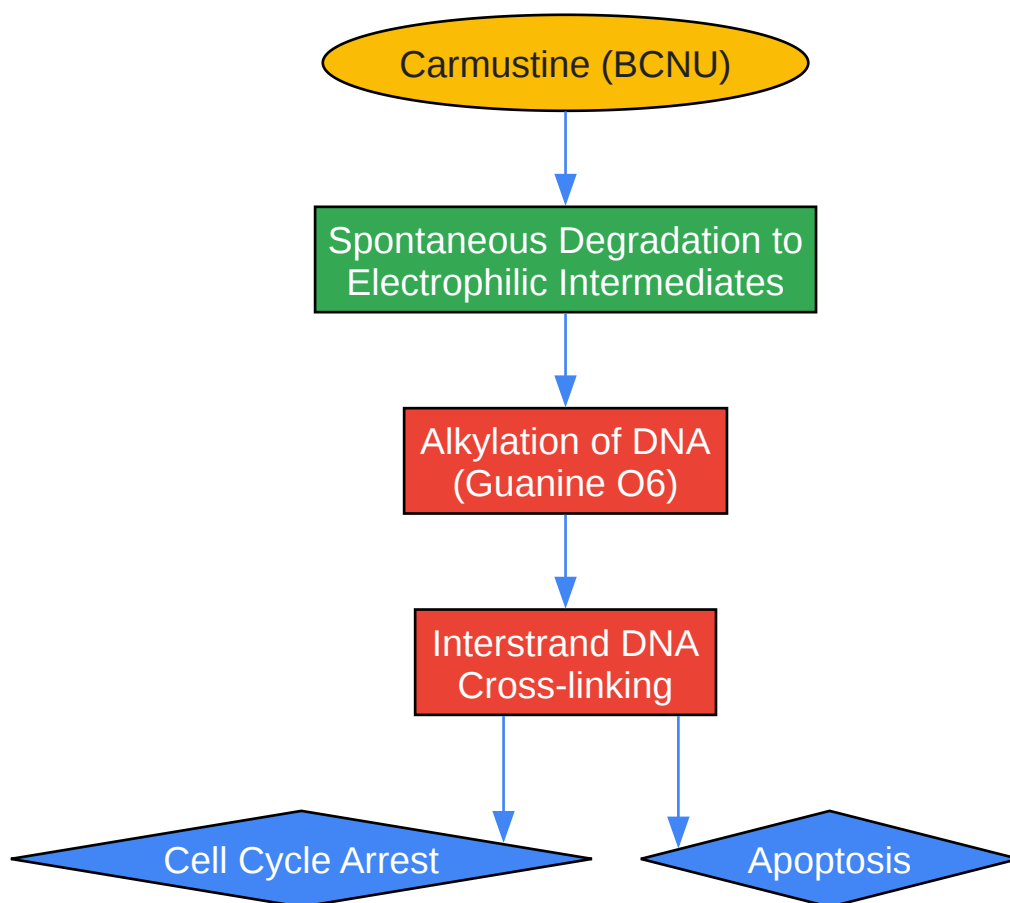 Carmustine (BCNU)
Spontaneous Degradation to
Electrophilic Intermediates
Alkylation of DNA
(Guanine O6)
Interstrand DNA
Cross-linking
Cell Cycle Arrest
Apoptosis